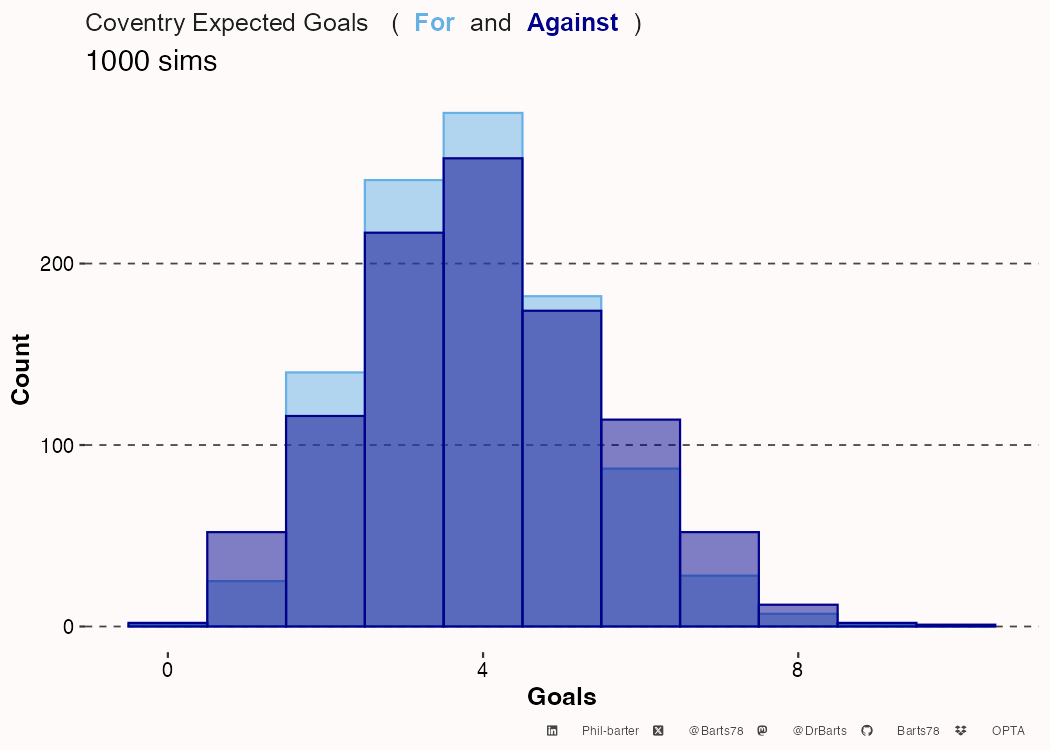 Coventry Expected Goals ( For and Against )
1000 sims
200
100
0
Count
0 4 8
Goals
Phil-barter @Barts78 @DrBarts Barts78 OPTA